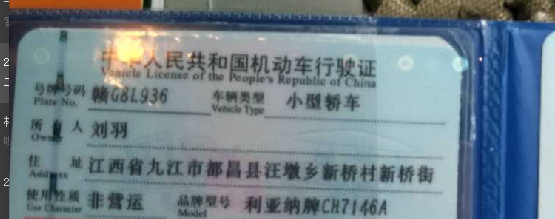 中华人民共和国机动车行驶证
Vehicle License of the People's Republic of China
号牌号码 赣GBL936 车辆类型 小型轿车
Plate No. Vehicle Type
所 人 刘羽
Owner
住 址 江西省九江市都昌县汪墩乡新桥村新桥街
Address
使用性质 非营运 品牌型号 利亚纳牌CH7146A
Use Character Model